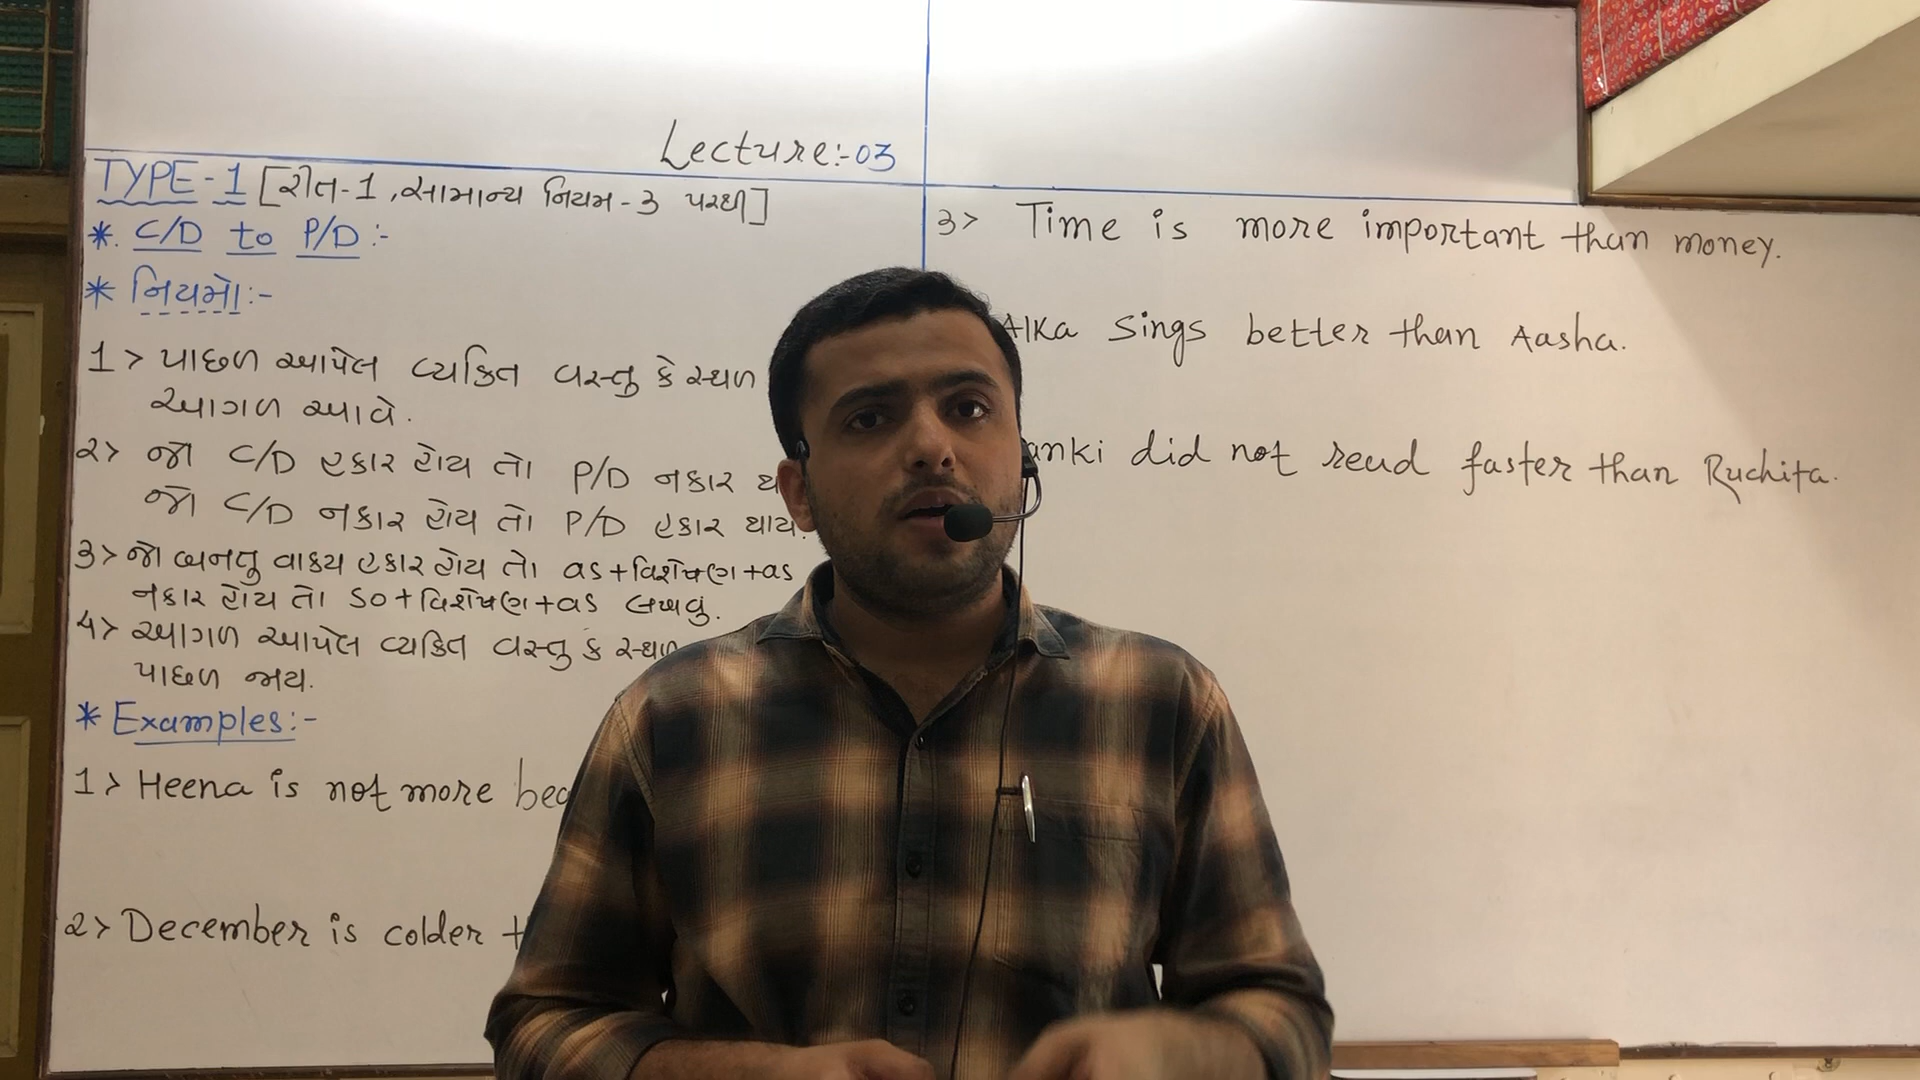 Lecture:-03
TYPE-1 [રીત-1, સામાન્ય નિયમ-3 પરથી]
*. C/D to P/D:-
* નિયમો:-
1> પાછળ આપેલ વ્યકિત વસ્તુ કે સ્થળ
આગળ આવે.
2> જો C/D હકાર હોય તો P/D નકાર
જો C/D નકાર હોય તો P/D હકાર થાય.
3> જો બનતુ વાકય હકાર હોય તો as+વિશેષણ+as
નકાર હોય તો so+વિશેષણ+as લખવું.
4> આગળ આપેલ વ્યકિત વસ્તુ કે સ્થળ
પાછળ જાય.
* Examples:-
1> Heena is not more
2> December is colder
3> Time is more important than money.
Alka Sings better than Aasha.
did not read faster than Ruchita.